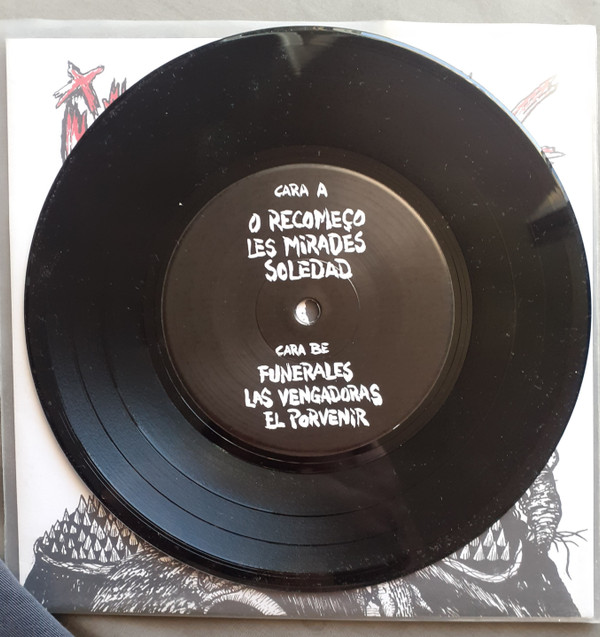 CARA A
O RECOMEÇO
LES MIRADES
SOLEDAD
CARA BE
FUNERALES
LAS VENGADORAS
EL PORVENIR